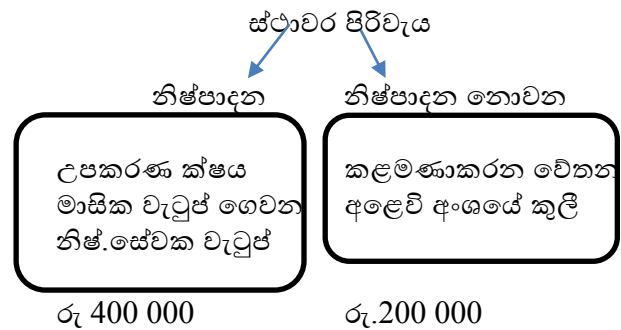 ස්ථාවර පිරිවැය
නිෂ්පාදන
නිෂ්පාදන නොවන
උපකරණ ක්ෂය
මාසික වැටුප් ගෙවන
නිෂ්.සේවක වැටුප්
කළමණාකරන වේතන
අළෙවි අංශයේ කුලී
රු 400 000
රු.200 000